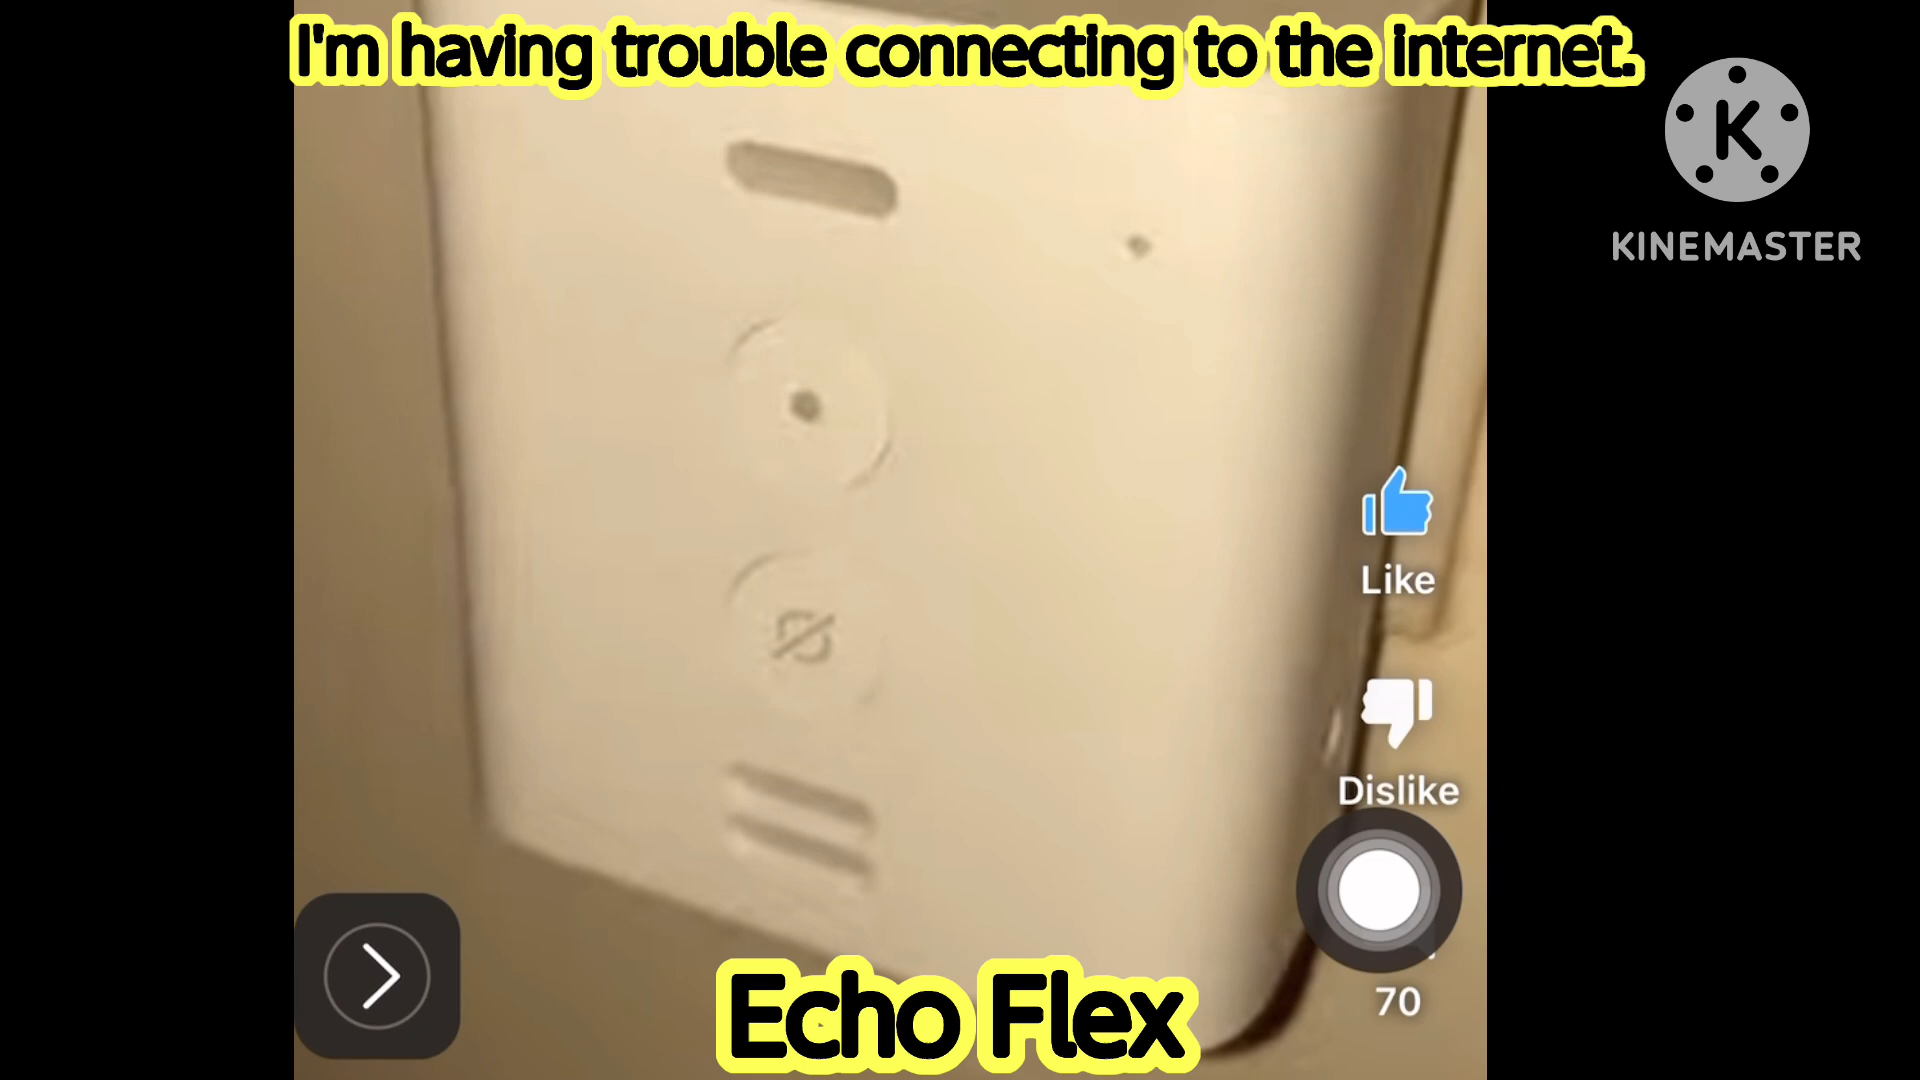 I'm having trouble connecting to the internet.
K
KINEMASTER
Like
Dislike
70
Echo Flex